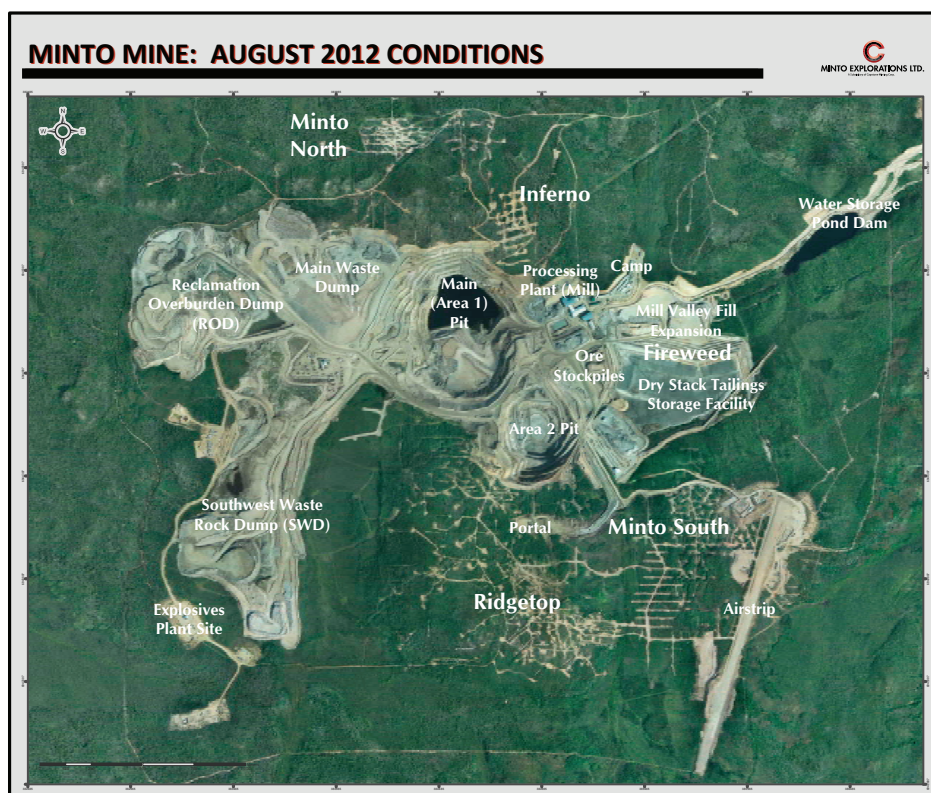 MINTO MINE: AUGUST 2012 CONDITIONS
C
MINTO EXPLORATIONS LTD.
N
W E
S
Minto
North
Inferno
Water Storage
Pond Dam
Main Waste
Dump
Reclamation
Overburden Dump
(ROD)
Main
(Area 1)
Pit
Processing
Plant (Mill)
Camp
Mill Valley Fill
Expansion
Fireweed
Ore
Stockpiles
Dry Stack Tailings
Storage Facility
Area 2 Pit
Southwest Waste
Rock Dump (SWD)
Portal
Minto South
Ridgetop
Explosives
Plant Site
Airstrip